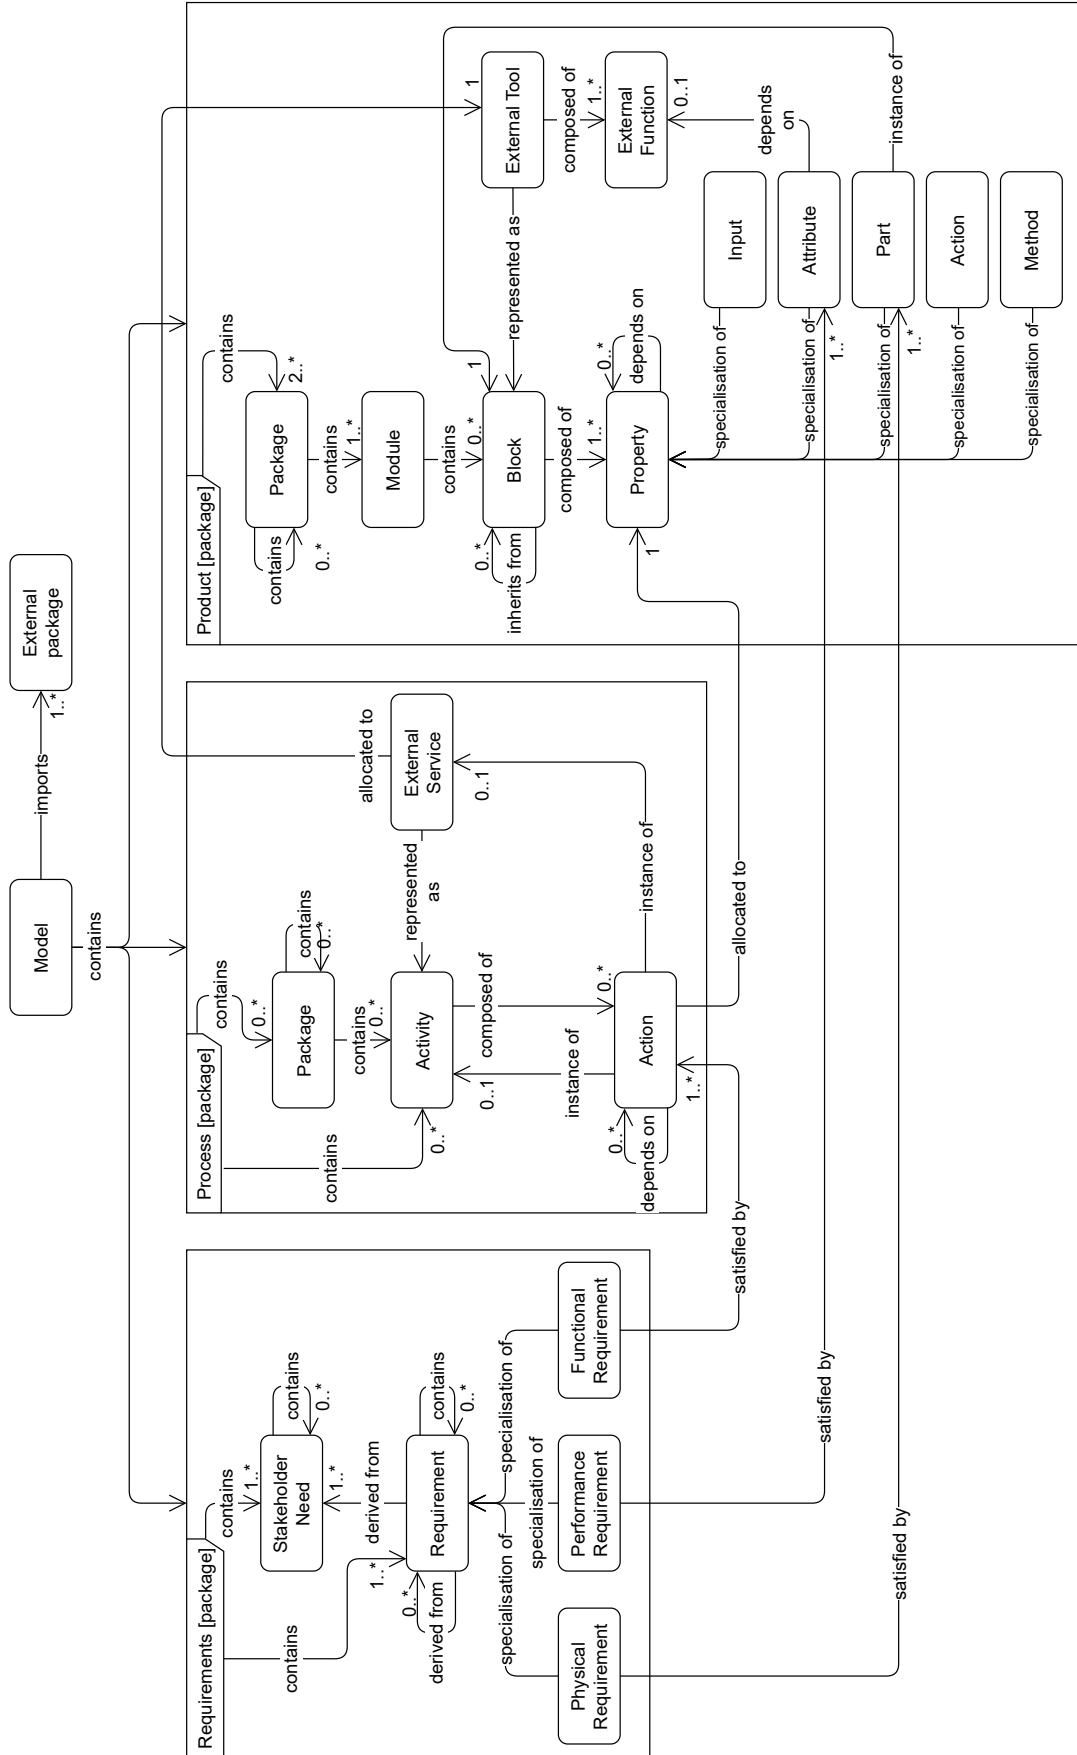 Model
imports
1..*
External
package
contains
Requirements [package]
contains
1..*
Stakeholder
Need
contains
0..*
contains
1..*
derived from
1..*
Requirement
contains
0..*
0..*
derived from
specialisation of
specialisation of
specialisation of
Physical
Requirement
Performance
Requirement
Functional
Requirement
satisfied by
satisfied by
satisfied by
Process [package]
contains
0..*
Package
contains
0..*
contains
0..*
contains
0..*
Activity
represented
as
External
Service
allocated to
composed of
0..*
instance of
0..1
instance of
0..1
Action
0..*
depends on
1..*
allocated to
Product [package]
contains
2..*
Package
contains
0..*
contains
1..*
Module
contains
0..*
Block
0..*
inherits from
1
represented as
External Tool
1
composed of
1..*
External
Function
0..1
depends
on
composed of
1..*
Property
0..*
depends on
1
specialisation of
Input
specialisation of
Attribute
1..*
specialisation of
Part
1..*
instance of
specialisation of
Action
specialisation of
Method